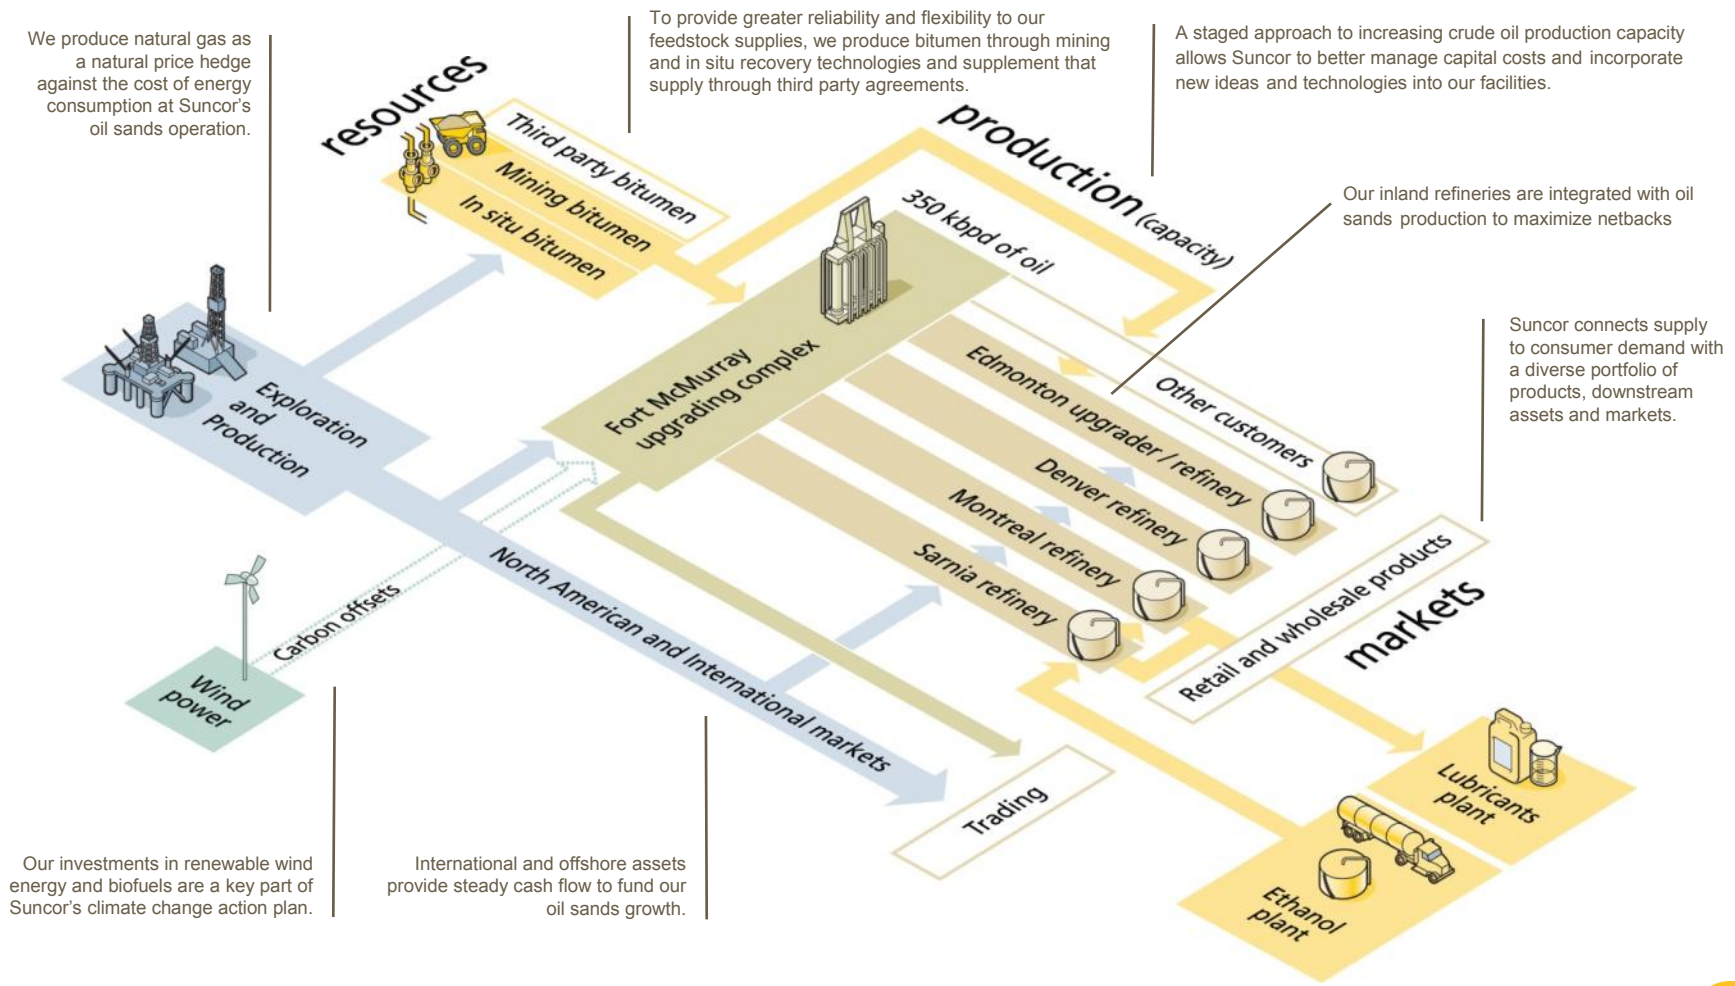 We produce natural gas as
a natural price hedge
against the cost of energy
consumption at Suncor's
oil sands operation.
To provide greater reliability and flexibility to our
feedstock supplies, we produce bitumen through mining
and in situ recovery technologies and supplement that
supply through third party agreements.
A staged approach to increasing crude oil production capacity
allows Suncor to better manage capital costs and incorporate
new ideas and technologies into our facilities.
resources
Third party bitumen
Mining bitumen
In situ bitumen
production (capacity)
350 kbpd of oil
Our inland refineries are integrated with oil
sands production to maximize netbacks
Suncor connects supply
to consumer demand with
a diverse portfolio of
products, downstream
assets and markets.
Exploration
and
Production
Fort McMurray
upgrading complex
Other customers
Edmonton upgrader / refinery
Denver refinery
Montreal refinery
Sarnia refinery
North American and International markets
Carbon offsets
Wind
power
Retail and wholesale products
markets
Trading
Lubricants
plant
Ethanol
plant
Our investments in renewable wind
energy and biofuels are a key part of
Suncor's climate change action plan.
International and offshore assets
provide steady cash flow to fund our
oil sands growth.